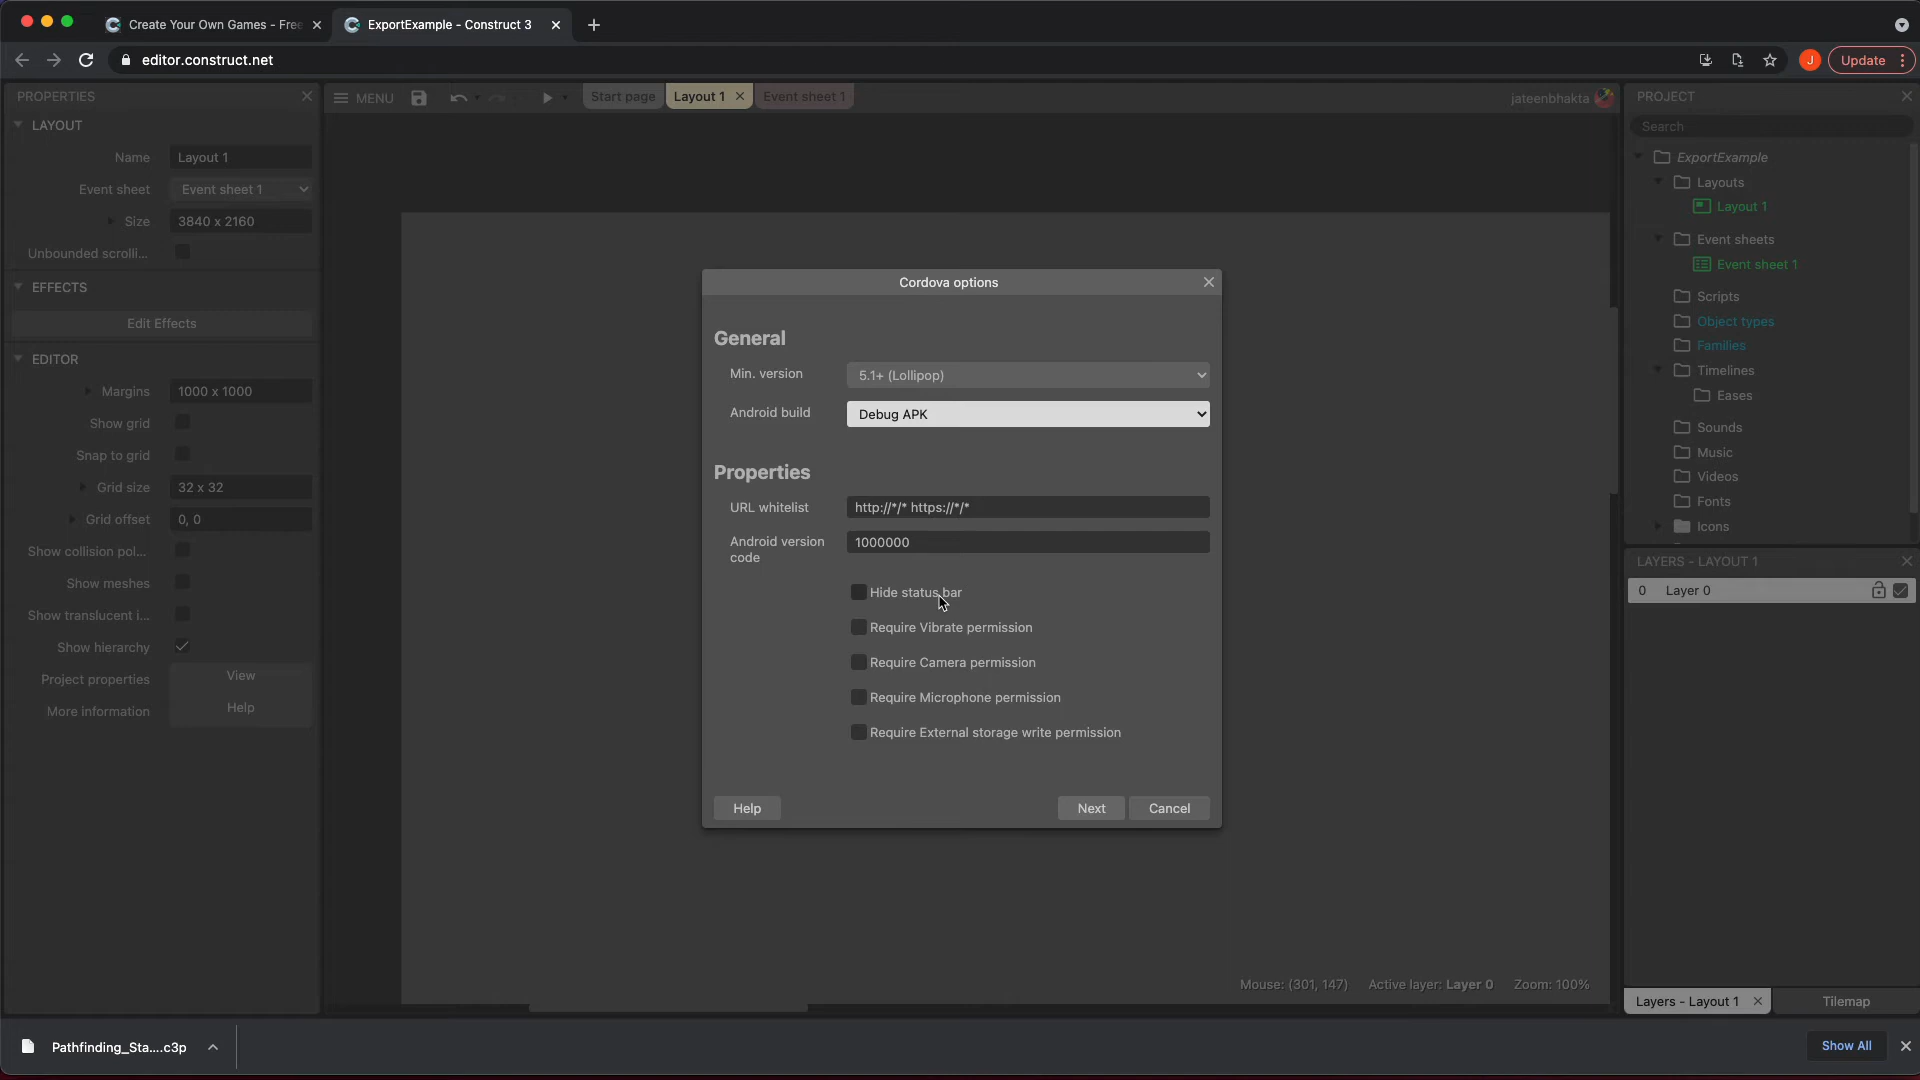 Create Your Own Games - Free
ExportExample - Construct 3
editor.construct.net
J
Update
PROPERTIES
MENU
Start page
Layout 1
Event sheet 1
jateenbhakta
PROJECT
LAYOUT
Name
Layout 1
Event sheet
Event sheet 1
Size
3840 x 2160
Unbounded scrolli...
EFFECTS
Edit Effects
EDITOR
Margins
1000 x 1000
Show grid
Snap to grid
Grid size
32 x 32
Grid offset
0, 0
Show collision pol...
Show meshes
Show translucent i...
Show hierarchy
Project properties
View
More information
Help
Cordova options
General
Min. version
5.1+ (Lollipop)
Android build
Debug APK
Properties
URL whitelist
http://*/* https://*/*
Android version
code
1000000
Hide status bar
Require Vibrate permission
Require Camera permission
Require Microphone permission
Require External storage write permission
Help
Next
Cancel
Mouse: (301, 147)
Active layer: Layer 0
Zoom: 100%
Search
ExportExample
Layouts
Layout 1
Event sheets
Event sheet 1
Scripts
Object types
Families
Timelines
Eases
Sounds
Music
Videos
Fonts
Icons
LAYERS - LAYOUT 1
0
Layer 0
Layers - Layout 1
Tilemap
Pathfinding_Sta....c3p
Show All